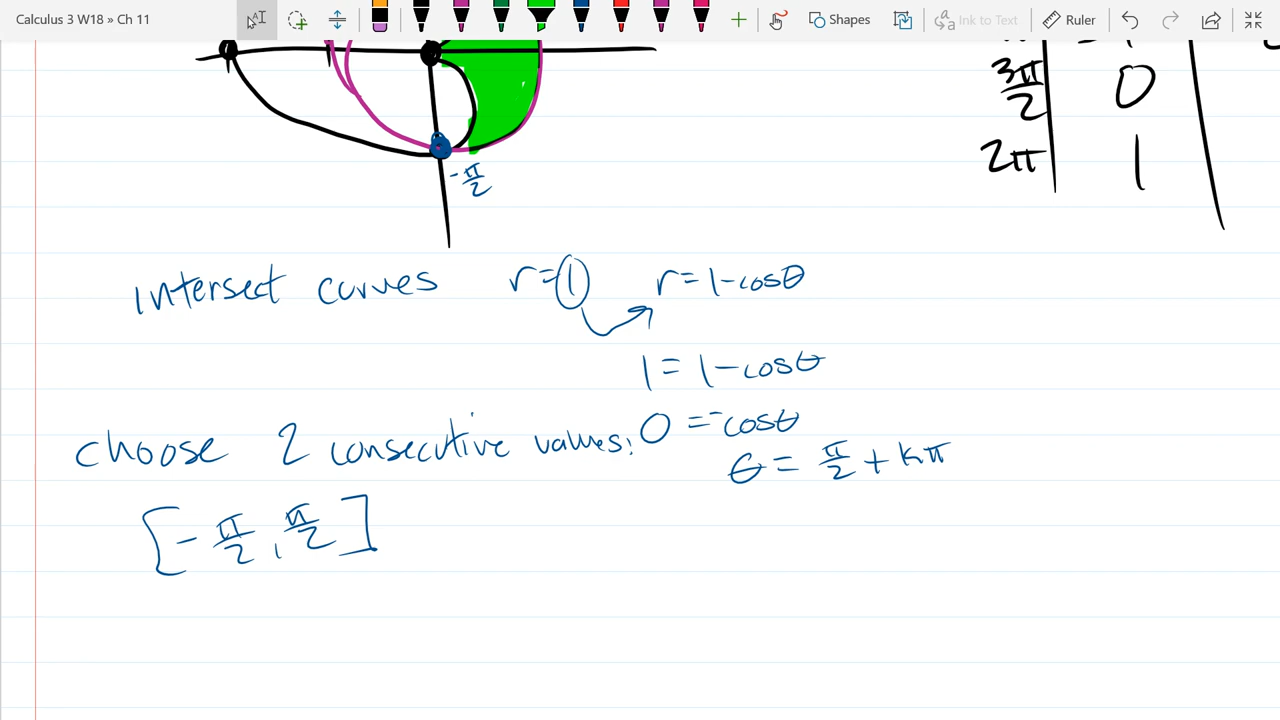 Calculus 3 W18 » Ch 11
Shapes
Ink to Text
Ruler
3π/2 0
2π 1
-π/2
intersect curves r=1 r=1-cosθ
1=1-cosθ
choose 2 consecutive values: 0=-cosθ
θ=π/2+kπ
[-π/2, π/2]